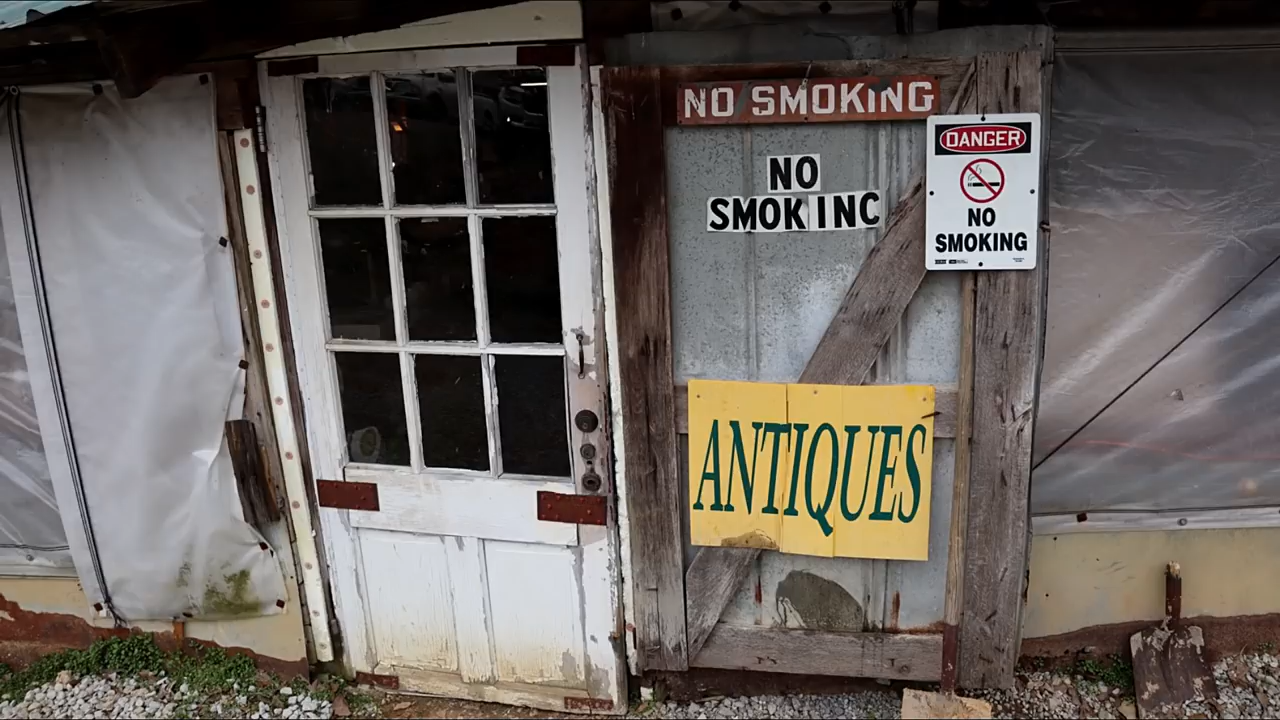 NO SMOKING
NO
SMOKINC
DANGER
NO
SMOKING
ANTIQUES